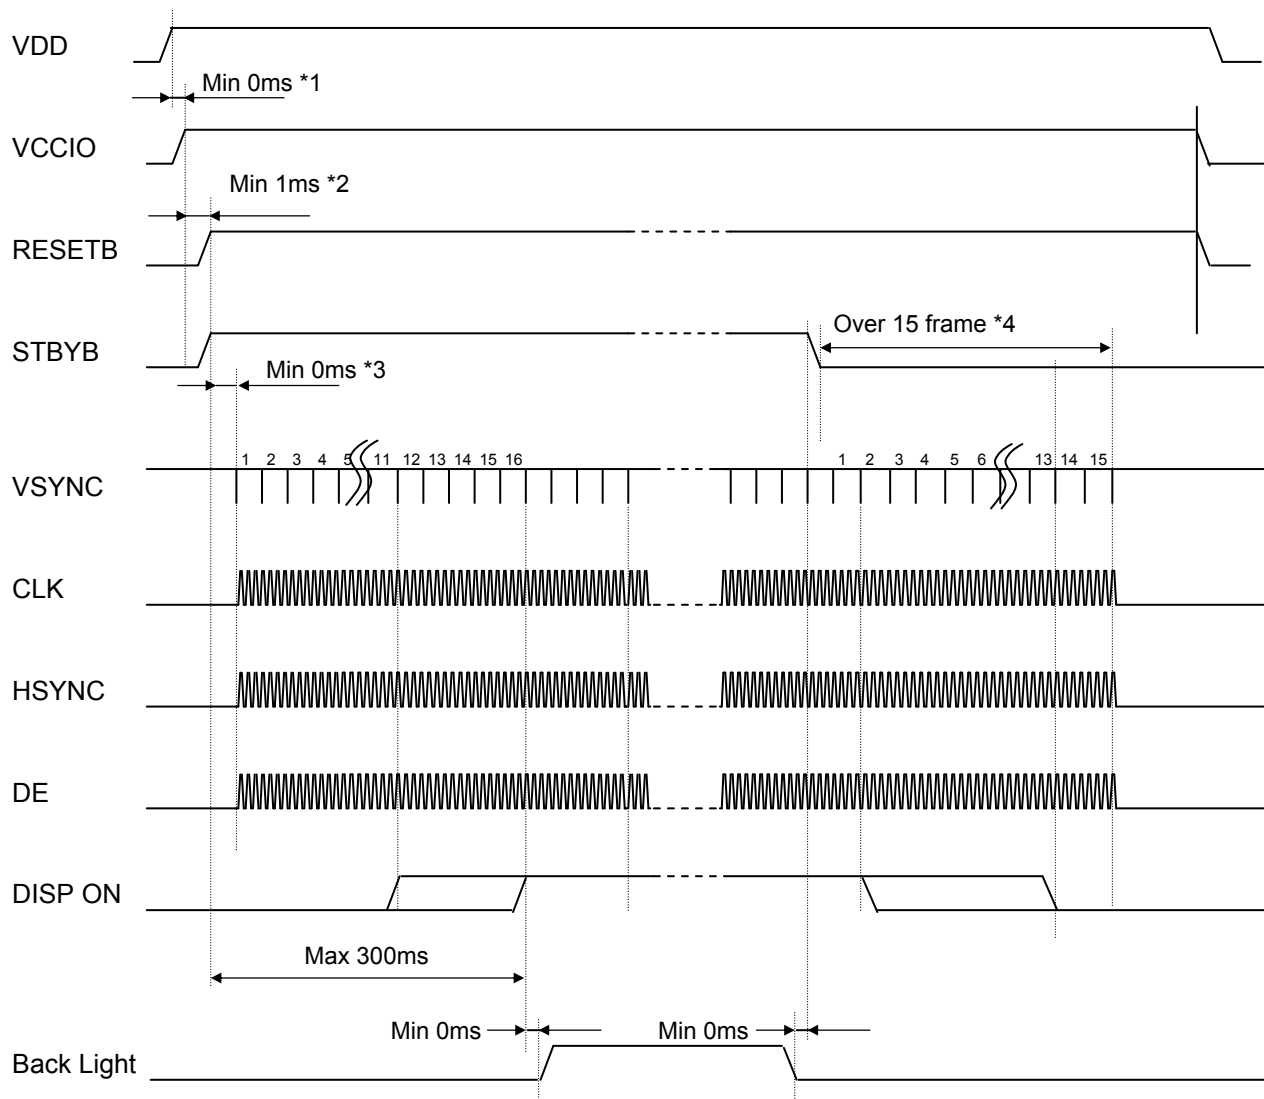 VDD
Min 0ms *1
VCCIO
Min 1ms *2
RESETB
Over 15 frame *4
STBYB
Min 0ms *3
1 2 3 4 5 11 12 13 14 15 16 1 2 3 4 5 6 13 14 15
VSYNC
CLK
HSYNC
DE
DISP ON
Max 300ms
Min 0ms Min 0ms
Back Light